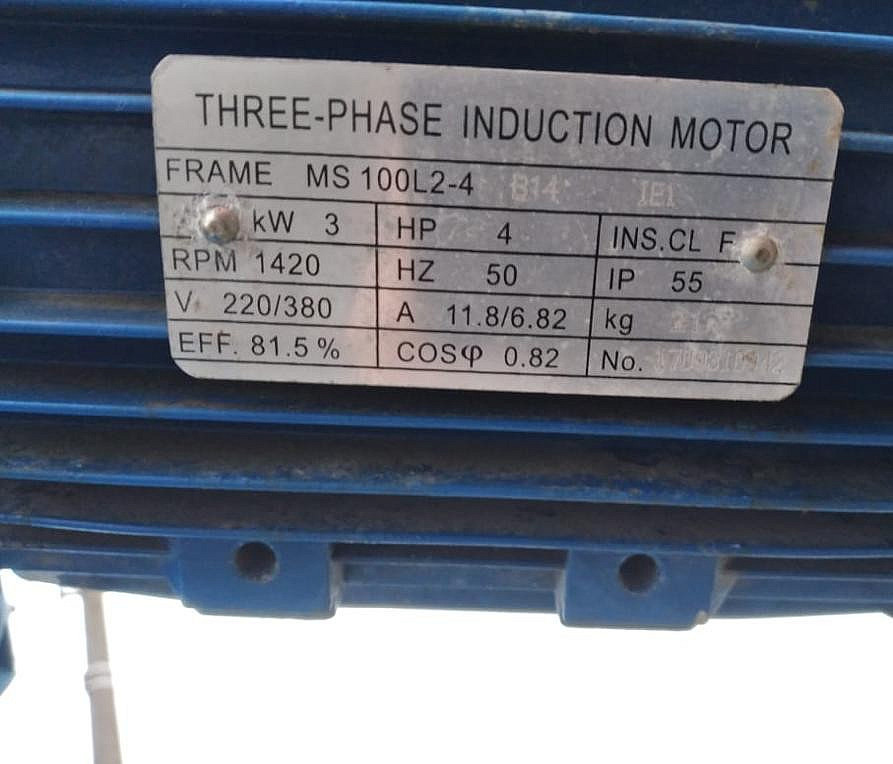 THREE-PHASE INDUCTION MOTOR
FRAME MS 100L2-4 B14 IE1
kW 3 HP 4 INS.CL F
RPM 1420 HZ 50 IP 55
V. 220/380 A 11.8/6.82 kg
EFF. 81.5% COSφ 0.82 No.